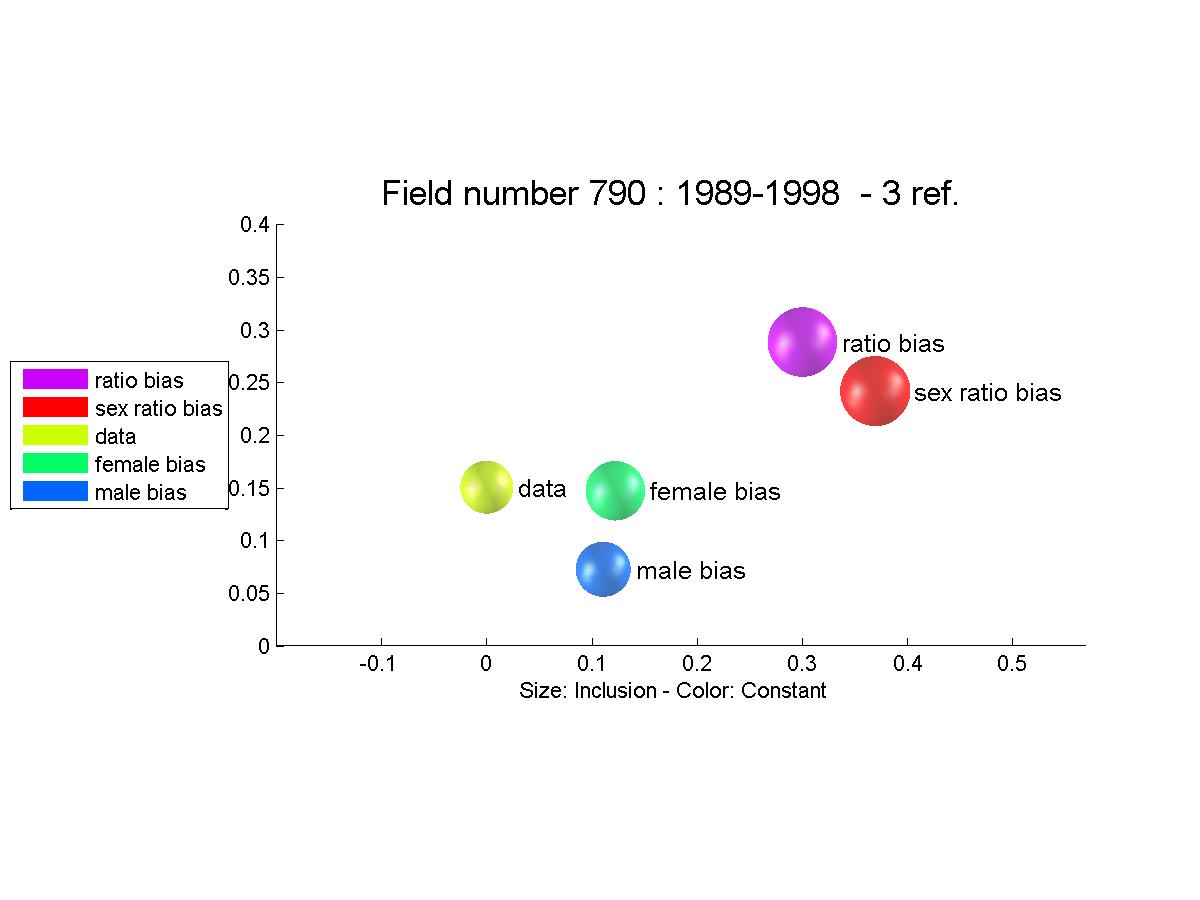 Field number 790 : 1989-1998  - 3 ref.
0.4
0.35
0.3
0.25
0.2
0.15
0.1
0.05
0
ratio bias
sex ratio bias
data
female bias
male bias
ratio bias
sex ratio bias
data
female bias
male bias
-0.1 0 0.1 0.2 0.3 0.4 0.5
Size: Inclusion - Color: Constant